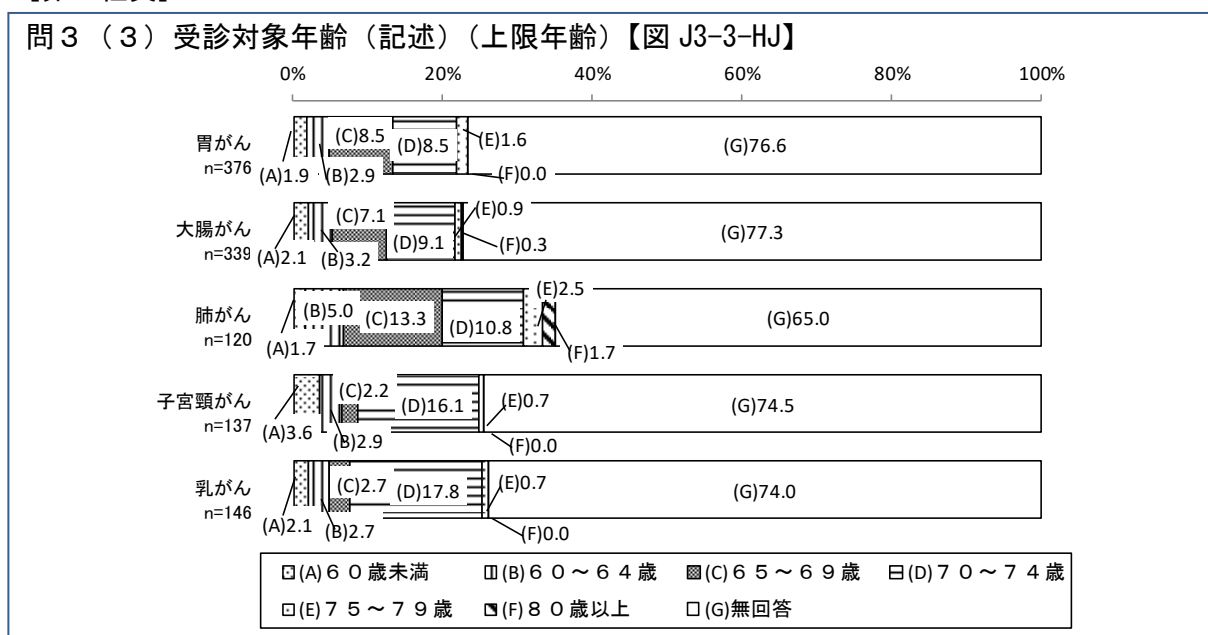 問３（３）受診対象年齢（記述）（上限年齢）【図 J3-3-HJ】
0% 20% 40% 60% 80% 100%
胃がん
n=376
(A)1.9 (B)2.9 (C)8.5 (D)8.5 (E)1.6 (F)0.0 (G)76.6
大腸がん
n=339
(A)2.1 (B)3.2 (C)7.1 (D)9.1 (E)0.9 (F)0.3 (G)77.3
肺がん
n=120
(A)1.7 (B)5.0 (C)13.3 (D)10.8 (E)2.5 (F)1.7 (G)65.0
子宮頸がん
n=137
(A)3.6 (B)2.9 (C)2.2 (D)16.1 (E)0.7 (F)0.0 (G)74.5
乳がん
n=146
(A)2.1 (B)2.7 (C)2.7 (D)17.8 (E)0.7 (F)0.0 (G)74.0
(A)６０歳未満 (B)６０～６４歳 (C)６５～６９歳 (D)７０～７４歳
(E)７５～７９歳 (F)８０歳以上 (G)無回答